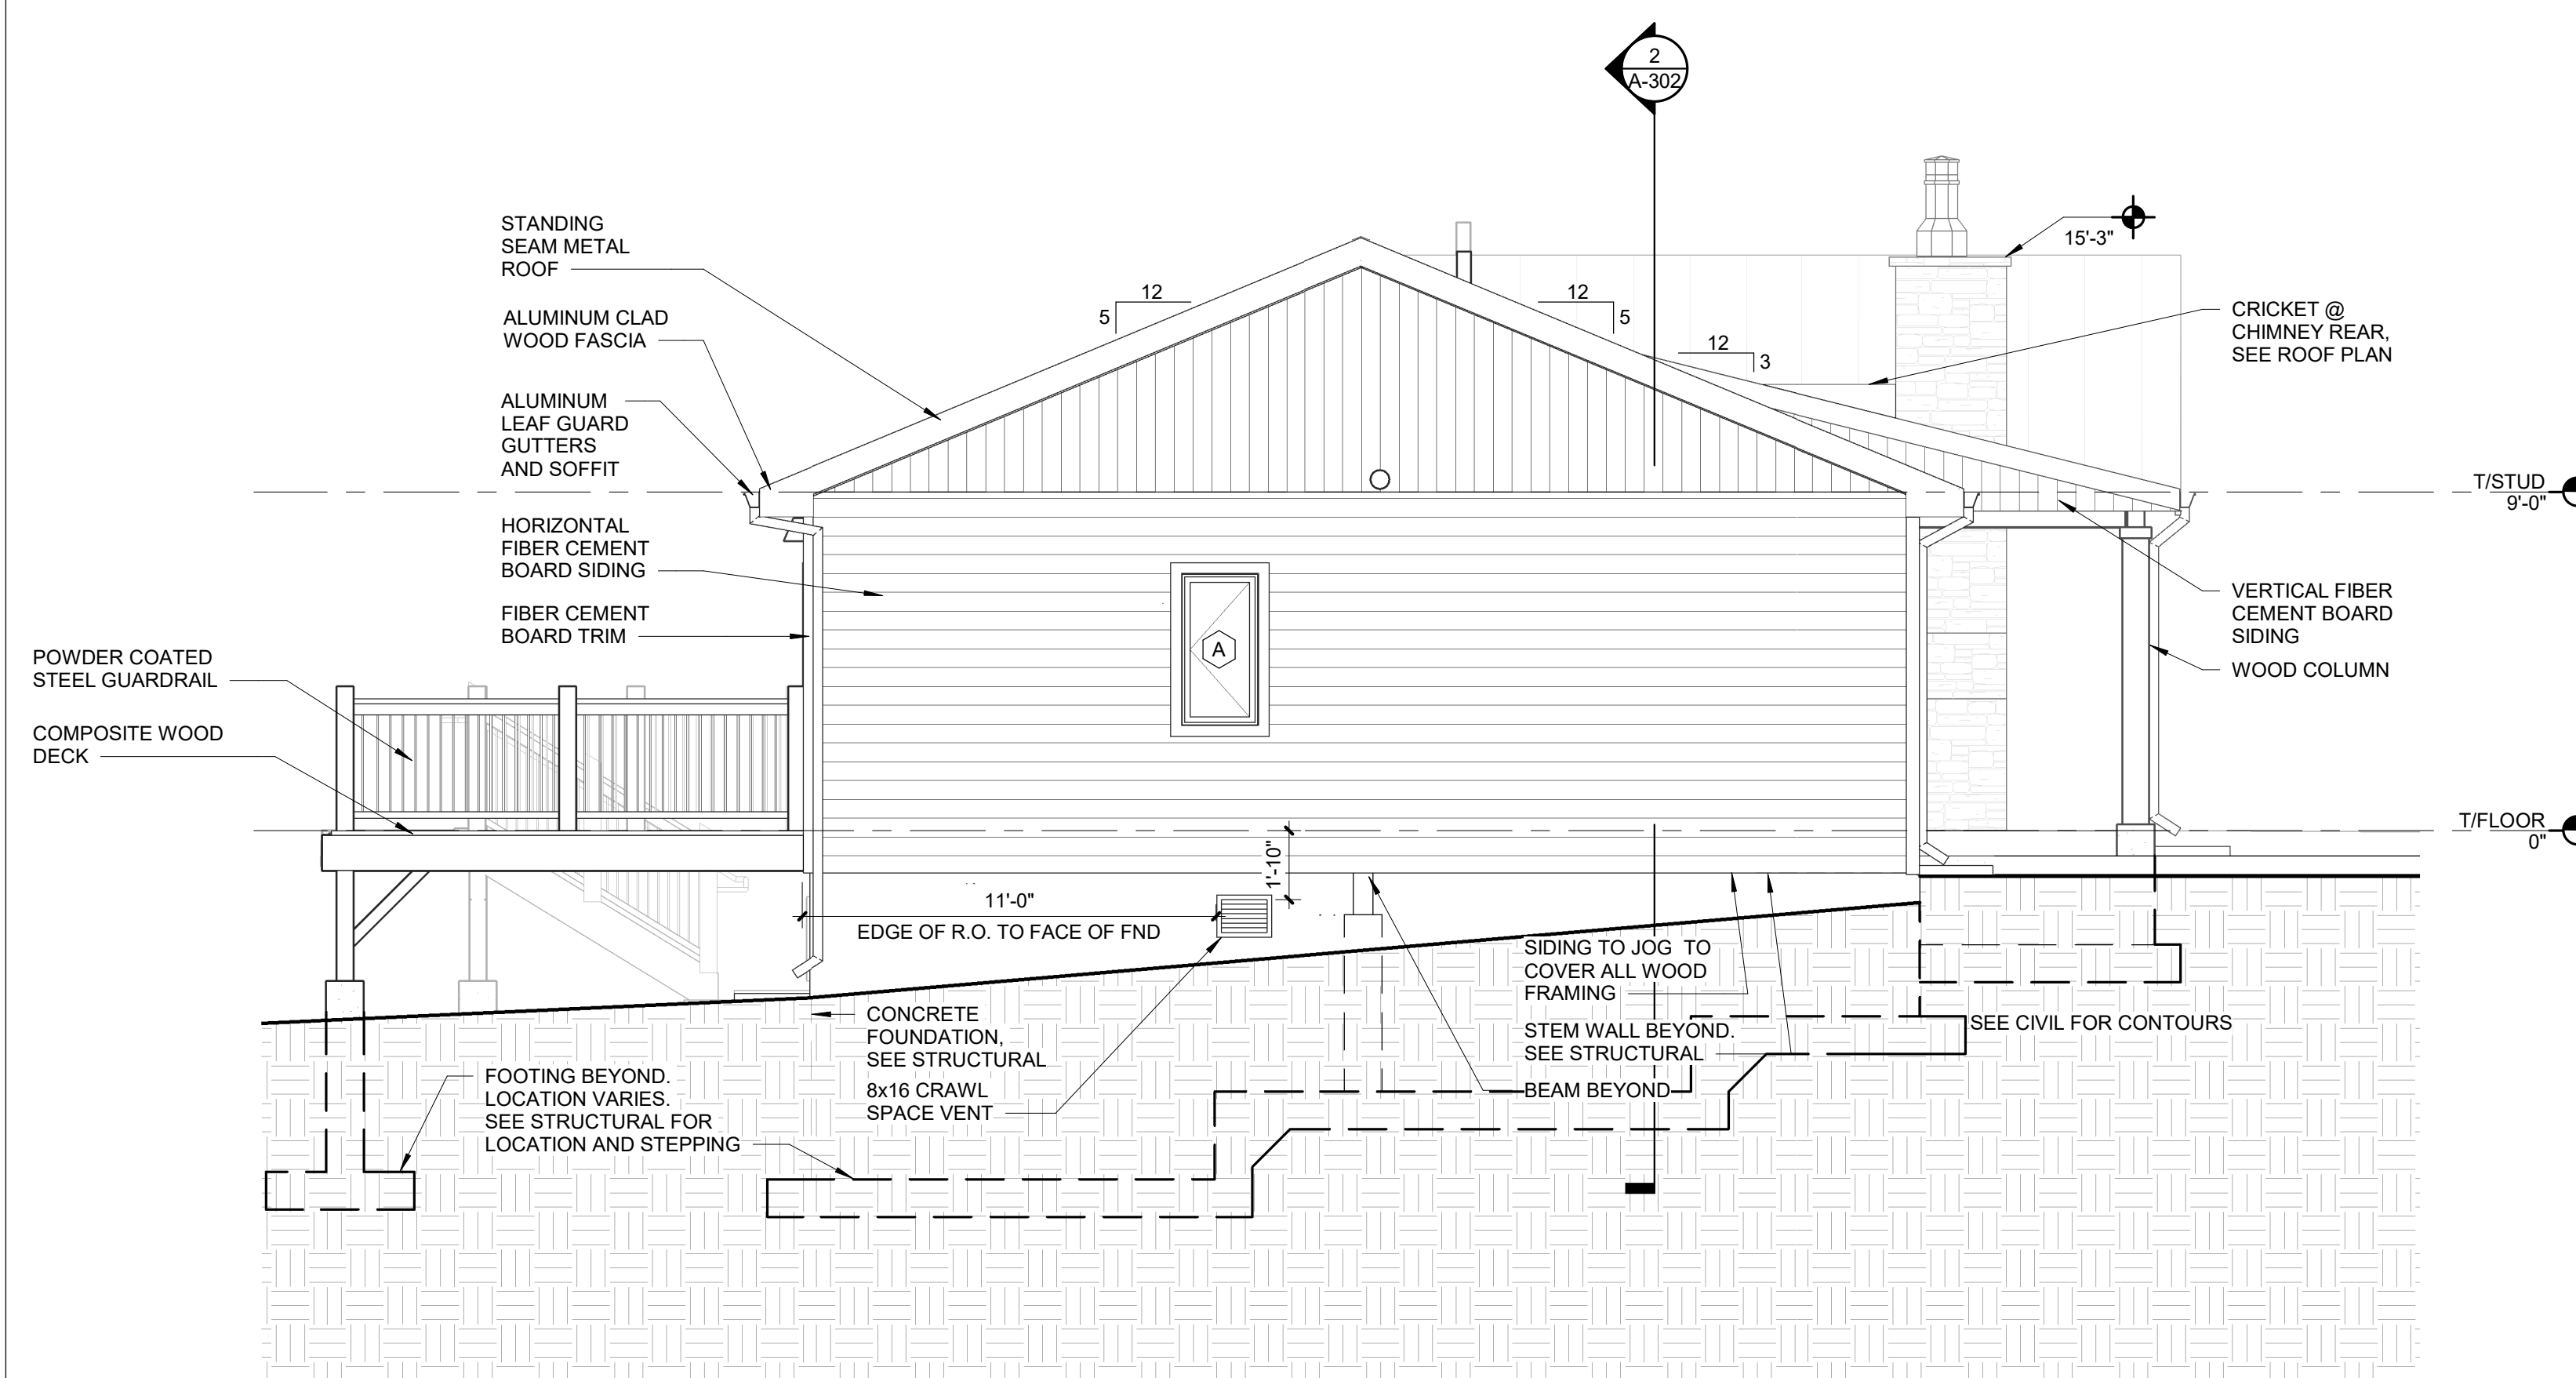 2
A-302
STANDING
SEAM METAL
ROOF
15'-3"
12
5
12
5
12
3
CRICKET @
CHIMNEY REAR,
SEE ROOF PLAN
ALUMINUM CLAD
WOOD FASCIA
ALUMINUM
LEAF GUARD
GUTTERS
AND SOFFIT
T/STUD
9'-0"
HORIZONTAL
FIBER CEMENT
BOARD SIDING
VERTICAL FIBER
CEMENT BOARD
SIDING
FIBER CEMENT
BOARD TRIM
A
WOOD COLUMN
POWDER COATED
STEEL GUARDRAIL
COMPOSITE WOOD
DECK
T/FLOOR
0"
1'-10"
11'-0"
EDGE OF R.O. TO FACE OF FND
SIDING TO JOG TO
COVER ALL WOOD
FRAMING
CONCRETE
FOUNDATION,
SEE STRUCTURAL
STEM WALL BEYOND.
SEE STRUCTURAL
SEE CIVIL FOR CONTOURS
8x16 CRAWL
SPACE VENT
BEAM BEYOND
FOOTING BEYOND.
LOCATION VARIES.
SEE STRUCTURAL FOR
LOCATION AND STEPPING